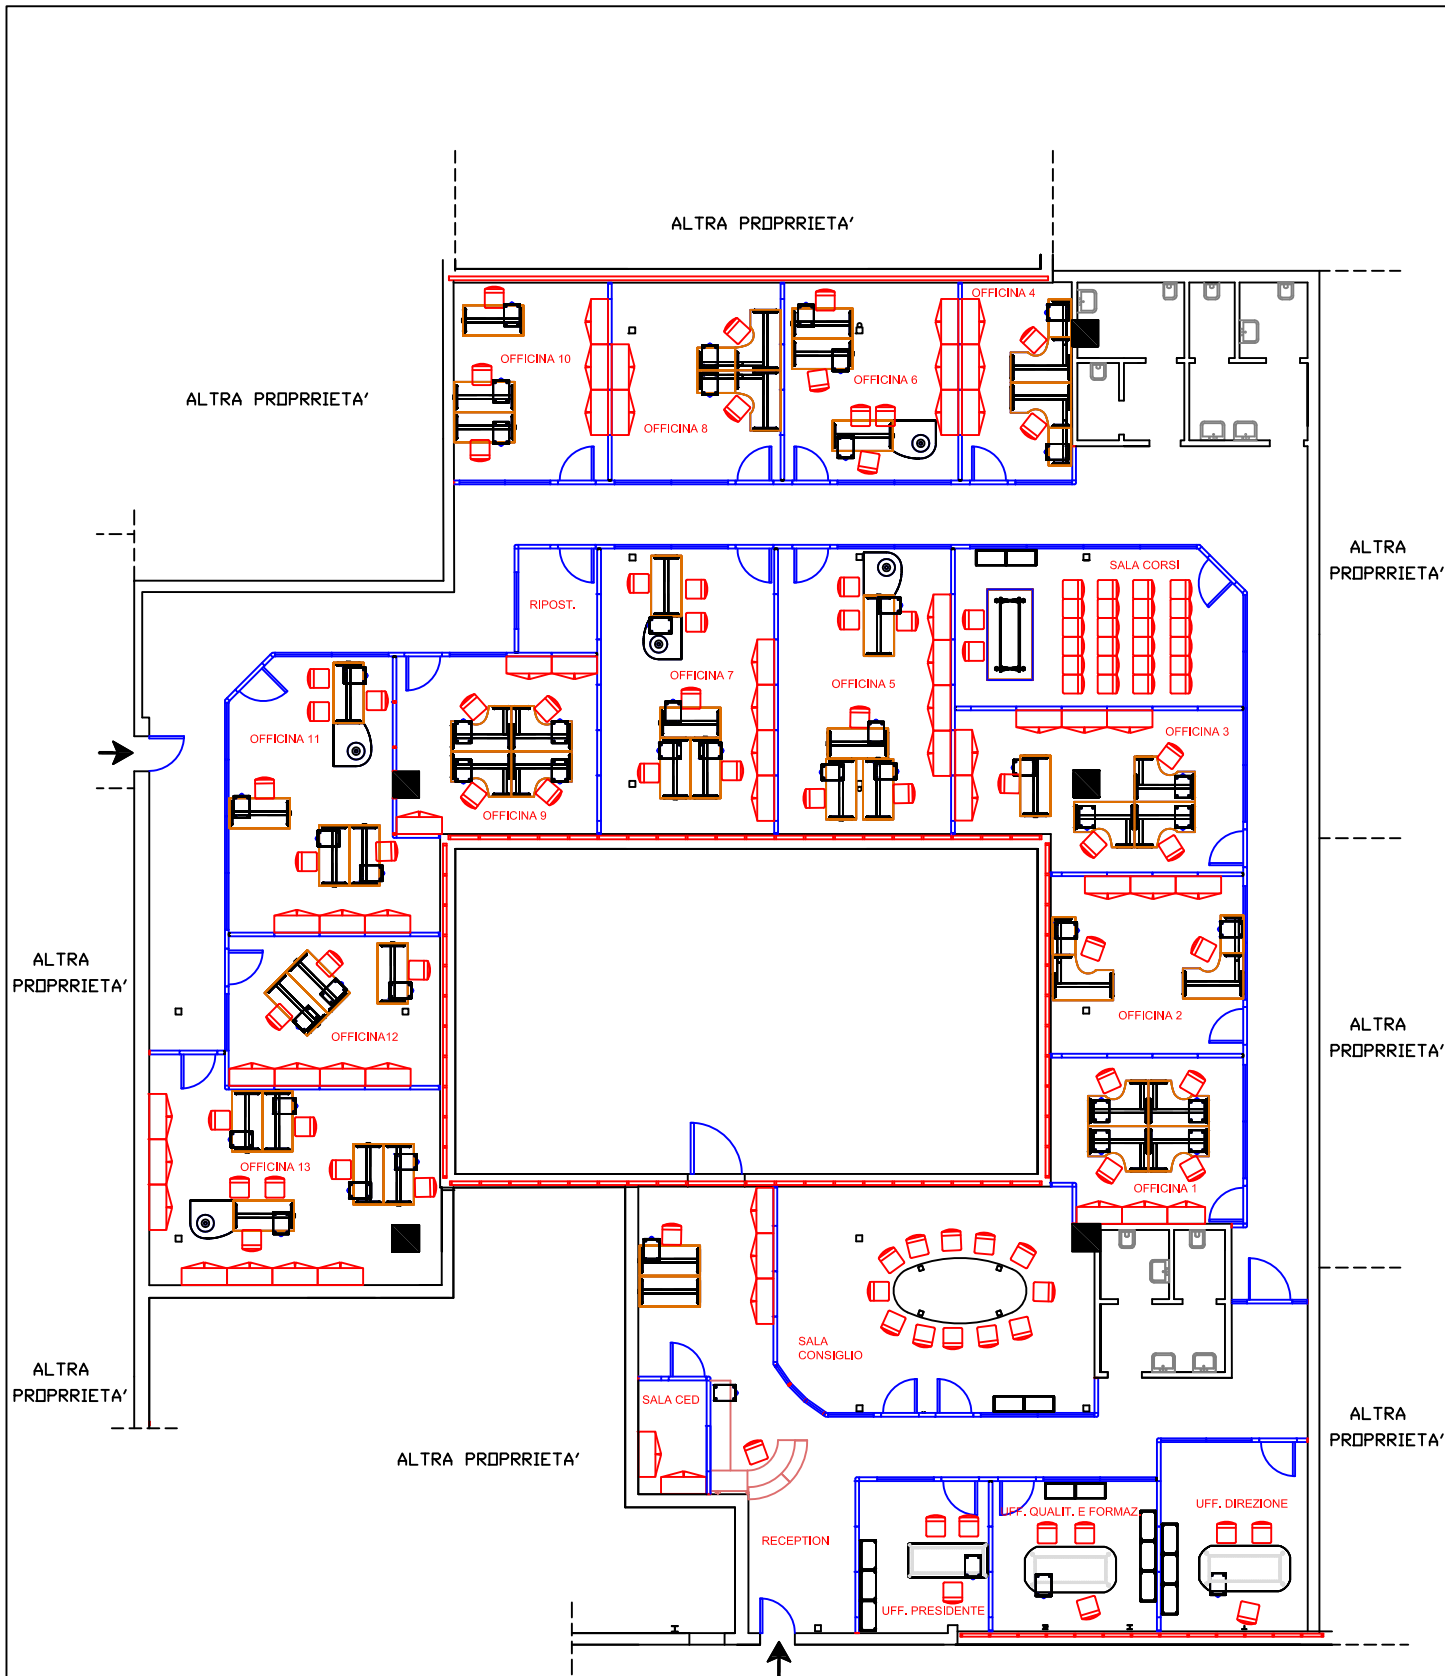 ALTRA PROPRRIETA'
OFFICINA 4
OFFICINA 10
OFFICINA 6
ALTRA PROPRRIETA'
OFFICINA 8
ALTRA
PROPRRIETA'
SALA CORSI
RIPOST.
OFFICINA 7
OFFICINA 5
OFFICINA 11
OFFICINA 3
OFFICINA 9
ALTRA
PROPRRIETA'
OFFICINA 2
OFFICINA12
ALTRA
PROPRRIETA'
OFFICINA 13
OFFICINA 1
SALA
CONSIGLIO
ALTRA
PROPRRIETA'
SALA CED
ALTRA
PROPRRIETA'
ALTRA PROPRRIETA'
UFF. DIREZIONE
UFF. QUALIT. E FORMAZ.
RECEPTION
UFF. PRESIDENTE